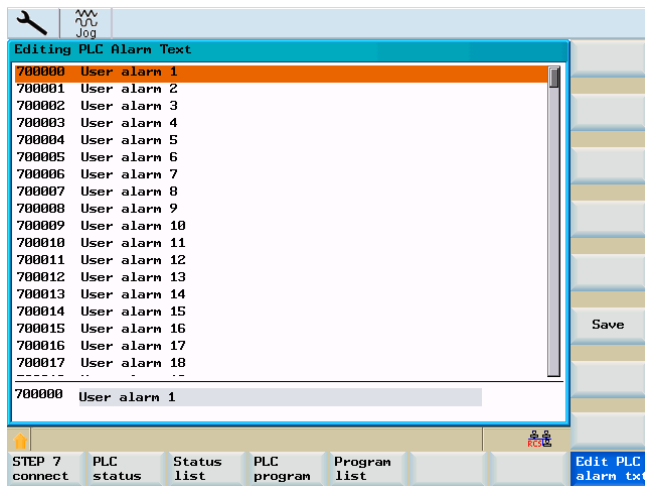 Jog
Editing PLC Alarm Text
700000 User alarm 1
700001 User alarm 2
700002 User alarm 3
700003 User alarm 4
700004 User alarm 5
700005 User alarm 6
700006 User alarm 7
700007 User alarm 8
700008 User alarm 9
700009 User alarm 10
700010 User alarm 11
700011 User alarm 12
700012 User alarm 13
700013 User alarm 14
700014 User alarm 15
700015 User alarm 16
700016 User alarm 17
700017 User alarm 18
Save
700000 User alarm 1
RCS
STEP 7 connect
PLC status
Status list
PLC program
Program list
Edit PLC alarm txt